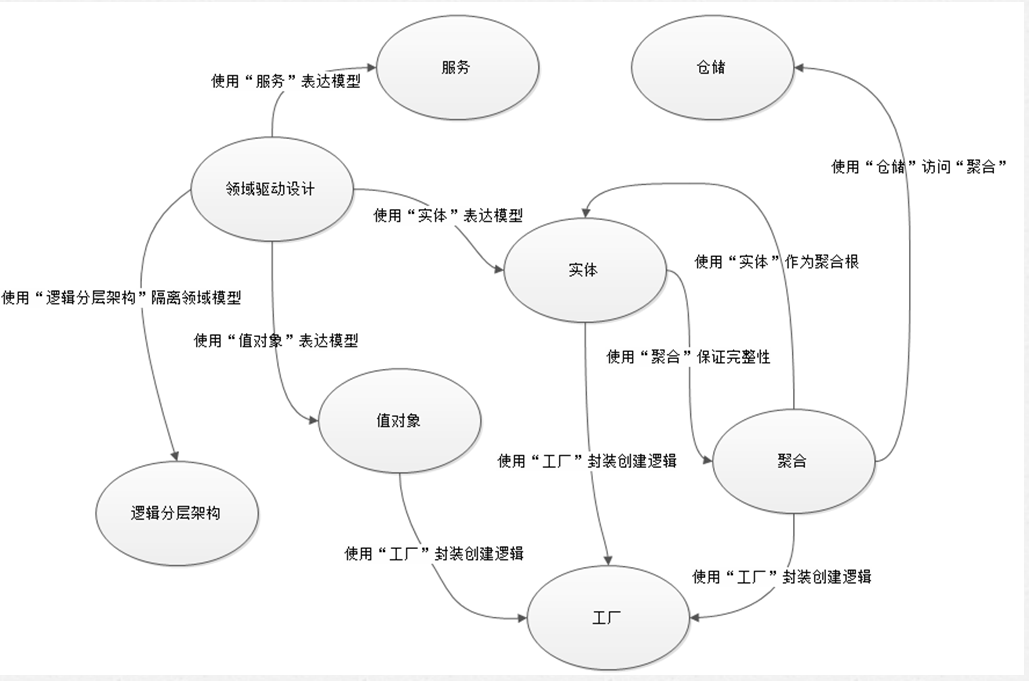 服务
仓储
使用“服务”表达模型
使用“仓储”访问“聚合”
领域驱动设计
使用“实体”表达模型
实体
使用“实体”作为聚合根
使用“逻辑分层架构”隔离领域模型
使用“值对象”表达模型
使用“聚合”保证完整性
值对象
使用“工厂”封装创建逻辑
聚合
逻辑分层架构
使用“工厂”封装创建逻辑
使用“工厂”封装创建逻辑
工厂